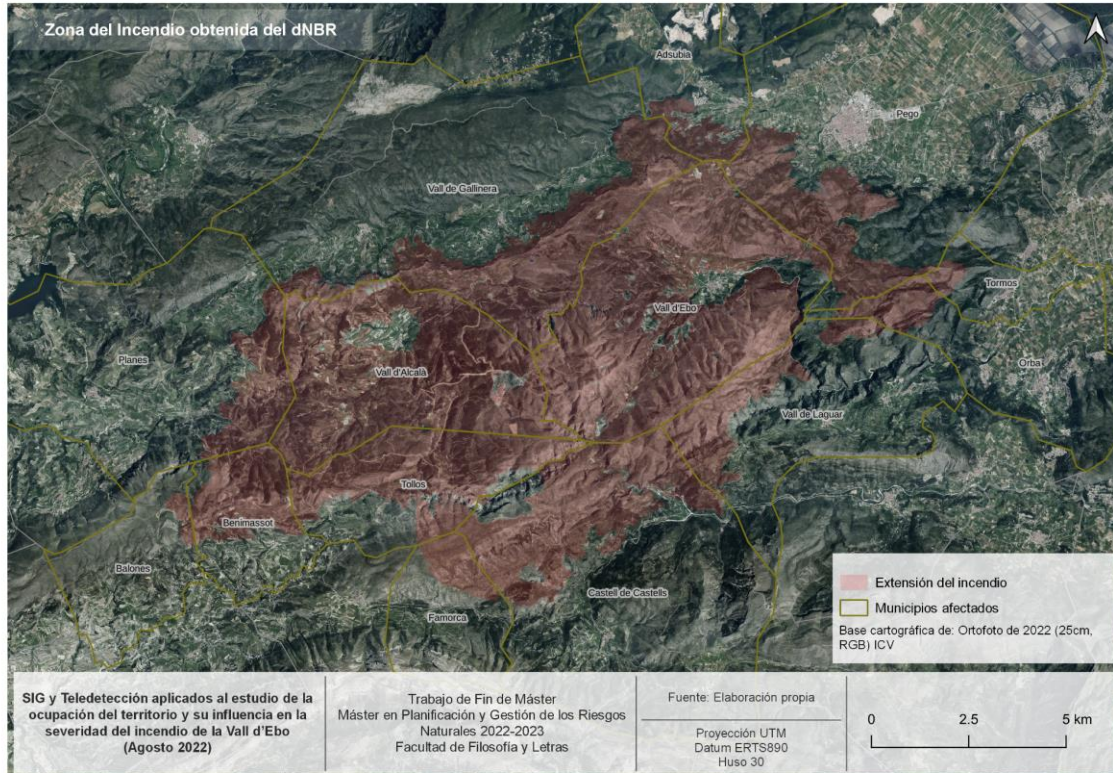 Zona del Incendio obtenida del dNBR
Adsubia
Pego
Vall de Gallinera
Vall d'Ebo
Tormos
Planes
Vall d'Alcalà
Orba
Vall de Laguar
Tollos
Benimassot
Balones
Castell de Castells
Famorca
Extensión del incendio
Municipios afectados
Base cartográfica de: Ortofoto de 2022 (25cm,
RGB) ICV
SIG y Teledetección aplicados al estudio de la
ocupación del territorio y su influencia en la
severidad del incendio de la Vall d'Ebo
(Agosto 2022)
Trabajo de Fin de Máster
Máster en Planificación y Gestión de los Riesgos
Naturales 2022-2023
Facultad de Filosofía y Letras
Fuente: Elaboración propia
Proyección UTM
Datum ERTS890
Huso 30
0 2.5 5 km